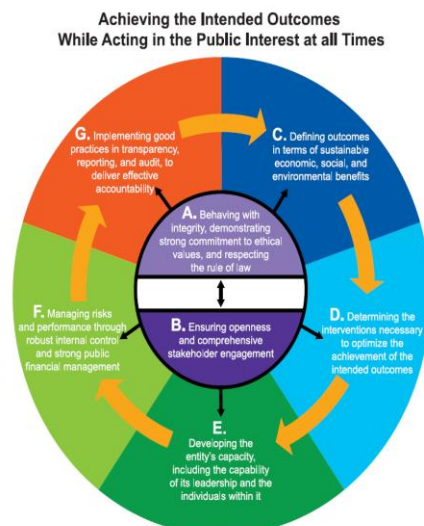 Achieving the Intended Outcomes
While Acting in the Public Interest at all Times
G. Implementing good
practices in transparency,
reporting, and audit, to
deliver effective
accountability
C. Defining outcomes
in terms of sustainable
economic, social, and
environmental benefits
A. Behaving with
integrity, demonstrating
strong commitment to ethical
values, and respecting
the rule of law
B. Ensuring openness
and comprehensive
stakeholder engagement
F. Managing risks
and performance through
robust internal control
and strong public
financial management
D. Determining the
interventions necessary
to optimize the
achievement of the
intended outcomes
E.
Developing the
entity's capacity,
including the capability
of its leadership and the
individuals within it